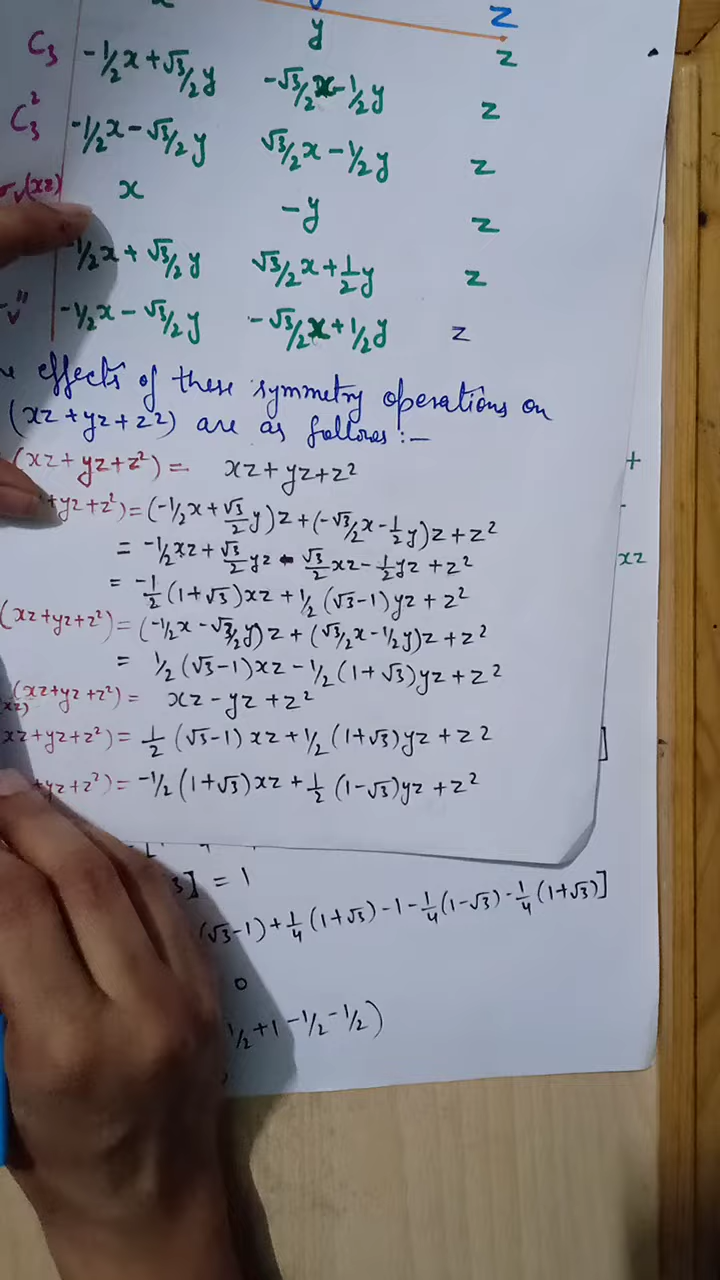 y Z
C₃ -1/2x+√3/2y -√3/2x-1/2y z
C₃² -1/2x-√3/2y √3/2x-1/2y z
σv(xz) x -y z
1/2x+√3/2y √3/2x+1/2y z
v" -1/2x-√3/2y -√3/2x+1/2y z
effects of these symmetry operations on
(xz+yz+z2) are as follows:-
(xz+yz+z²)= xz+yz+z²
+yz+z²)=(-1/2x+√3/2y)z+(-√3/2x-1/2y)z+z²
= -1/2xz+√3/2yz-√3/2xz-1/2yz+z²
= -1/2(1+√3)xz+1/2(√3-1)yz+z²
(xz+yz+z²)=(-1/2x-√3/2y)z+(√3/2x-1/2y)z+z²
= 1/2(√3-1)xz-1/2(1+√3)yz+z²
(xz) (xz+yz+z²)= xz-yz+z²
xz+yz+z²)= 1/2(√3-1)xz+1/2(1+√3)yz+z2
+yz+z²)= -1/2(1+√3)xz+1/2(1-√3)yz+z²
+
-
xz
]
3] = 1
(√3-1)+1/4(1+√3)-1-1/4(1-√3)-1/4(1+√3)]
0
1/2+1-1/2-1/2)